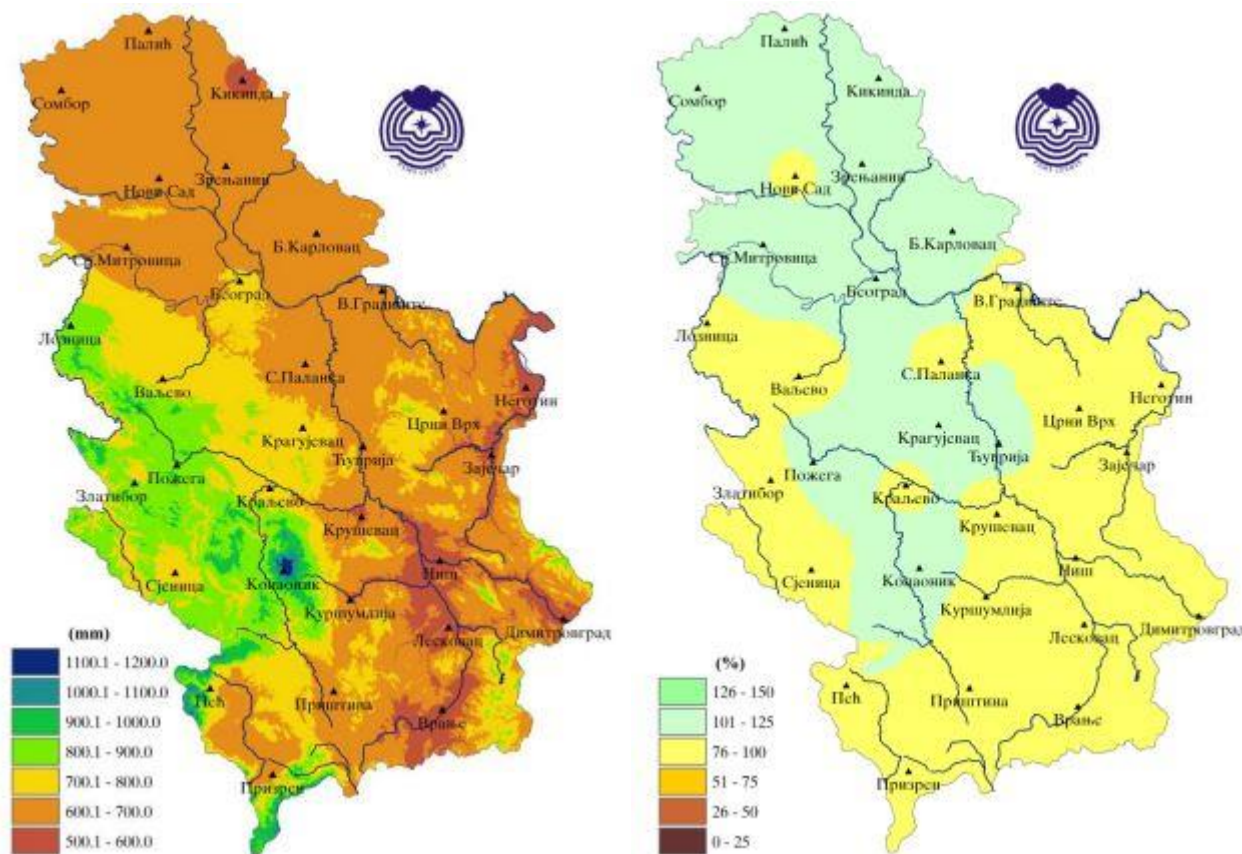 Палић
Кикинда
Сомбор
Зрењанин
Нови Сад
Б.Карловац
Ср.Митровица
Београд
В.Градиште
Лозница
С.Паланка
Ваљево
Неготин
Црни Врх
Крагујевац
Ћуприја
Зајечар
Пожега
Златибор
Краљево
Крушевац
Ниш
Сјеница
Копаоник
Куршумлија
Лесковац
Димитровград
Пећ
Приштина
Врање
Призрен
(mm)
1100.1 - 1200.0
1000.1 - 1100.0
900.1 - 1000.0
800.1 - 900.0
700.1 - 800.0
600.1 - 700.0
500.1 - 600.0
Палић
Кикинда
Сомбор
Зрењанин
Нови Сад
Б.Карловац
Ср.Митровица
Београд
В.Градиште
Лозница
С.Паланка
Ваљево
Неготин
Црни Врх
Крагујевац
Ћуприја
Зајечар
Пожега
Златибор
Краљево
Крушевац
Ниш
Сјеница
Копаоник
Куршумлија
Лесковац
Димитровград
Пећ
Приштина
Врање
Призрен
(%)
126 - 150
101 - 125
76 - 100
51 - 75
26 - 50
0 - 25